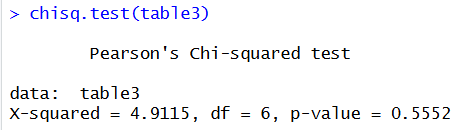 > chisq.test(table3)
Pearson's Chi-squared test
data:  table3
X-squared = 4.9115, df = 6, p-value = 0.5552